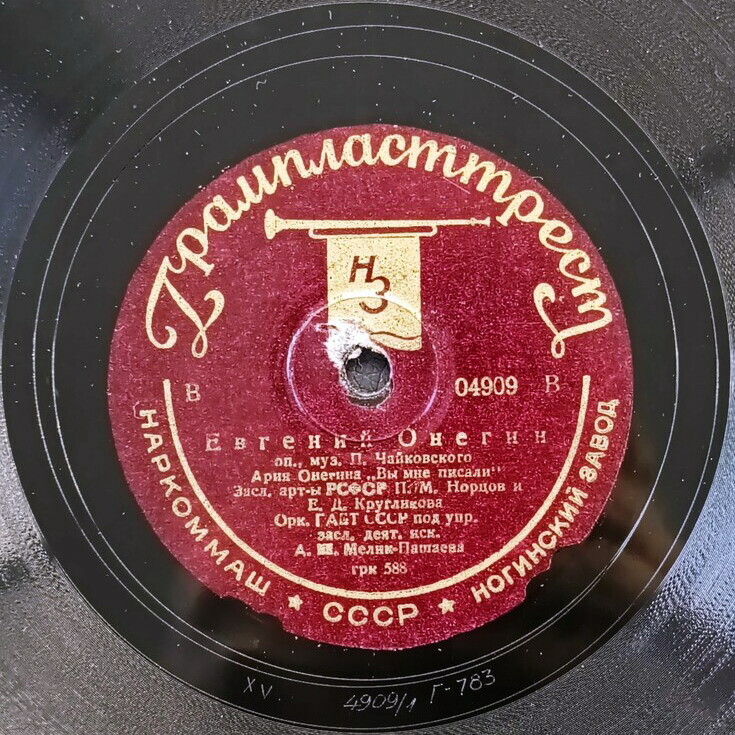 Грампласттрест
НЗ
В 04909 В
Евгений Онегин
оп., муз. П. Чайковского
Ария Онегина „Вы мне писали"
Засл. арт-ы РСФСР П. М. Норцов и
Е. Д. Кругликова
Орк. ГАБТ СССР под упр.
засл. деят. иск.
А. Ш. Мелик-Пашаева
грк 588
НАРКОММАШ ★ СССР ★ НОГИНСКИЙ ЗАВОД
XV 4909/1 Г-783